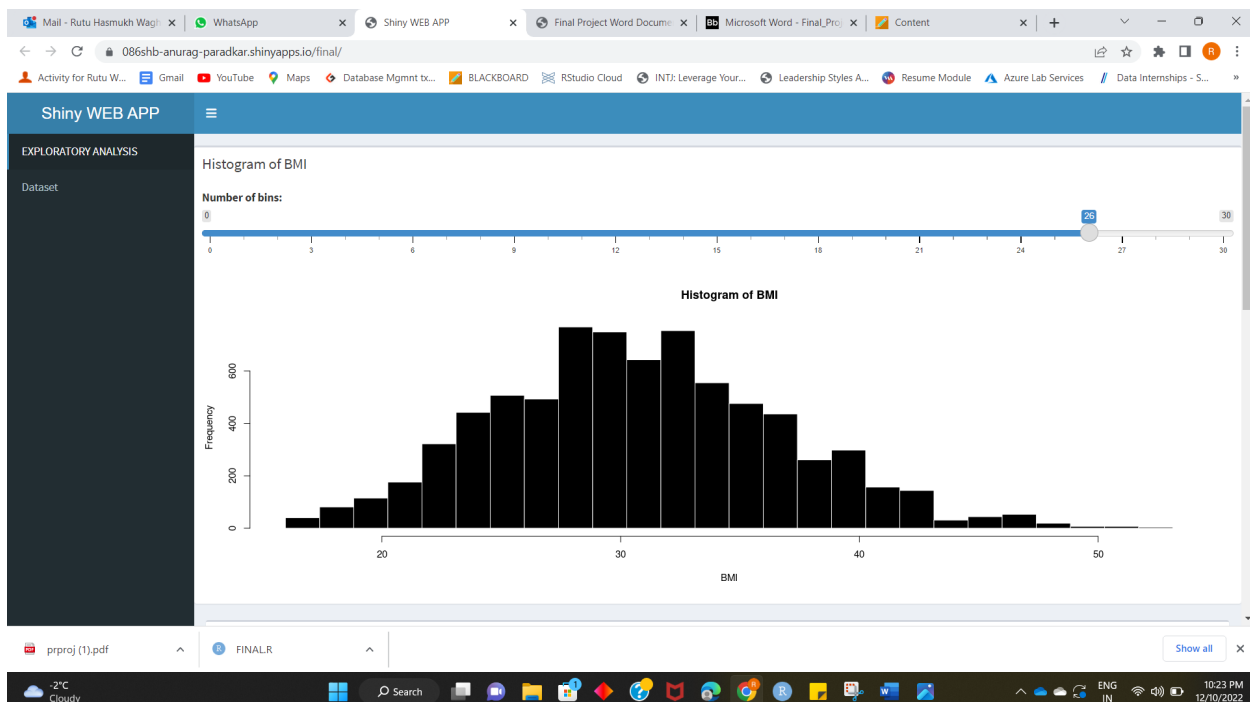 Mail - Rutu Hasmukh Wagh
WhatsApp
Shiny WEB APP
Final Project Word Docume
Microsoft Word - Final_Proj
Content
086shb-anurag-paradkar.shinyapps.io/final/
R
Activity for Rutu W...
Gmail
YouTube
Maps
Database Mgmnt tx...
BLACKBOARD
RStudio Cloud
INTJ: Leverage Your...
Leadership Styles A...
Resume Module
Azure Lab Services
Data Internships - S...
»
Shiny WEB APP
EXPLORATORY ANALYSIS
Dataset
Histogram of BMI
Number of bins:
0 26 30
0 3 6 9 12 15 18 21 24 27 30
Histogram of BMI
Frequency
600
400
200
0
20 30 40 50
BMI
prproj (1).pdf
FINAL.R
Show all
-2°C
Cloudy
Search
1
ENG
IN
10:23 PM
12/10/2022